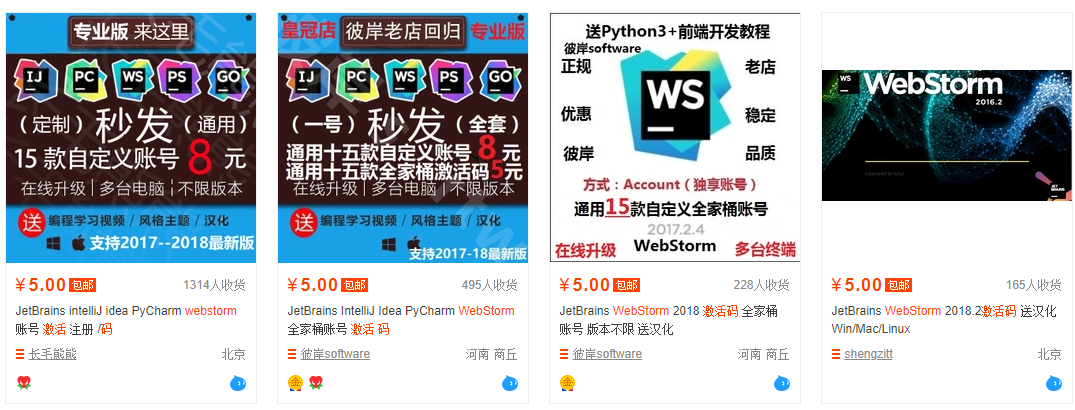 专业版 来这里
IJ PC WS PS GO
（定制）秒发（通用）
15 款自定义账号 8 元
在线升级 | 多台电脑 | 不限版本
送 编程学习视频 / 风格主题 / 汉化
支持2017--2018最新版
¥5.00 包邮 1314人收货
JetBrains intelliJ idea PyCharm webstorm
账号 激活 注册 /码
长毛熊熊 北京
皇冠店 彼岸老店回归 专业版
IJ PC WS PS GO
（一号）秒发（全套）
通用十五款自定义账号 8元
通用十五款全家桶激活码5元
在线升级 | 多台电脑 | 不限版本
送 编程学习视频 / 风格主题 / 汉化
支持2017-18最新版
¥5.00 包邮 495人收货
JetBrains IntelliJ Idea PyCharm WebStorm
全家桶账号 激活 码
彼岸software 河南 商丘
送Python3+前端开发教程
彼岸software
正规 老店
WS
优惠 稳定
彼岸 品质
方式：Account（独享账号）
通用15款自定义全家桶账号
2017.2.4
在线升级 WebStorm 多台终端
¥5.00 包邮 228人收货
JetBrains WebStorm 2018 激活码 全家桶
账号 版本不限 送汉化
彼岸software 河南 商丘
WS WebStorm
2016.2
JET
BRAINS
¥5.00 包邮 165人收货
JetBrains WebStorm 2018.2激活码 送汉化
Win/Mac/Linux
shengzitt 北京